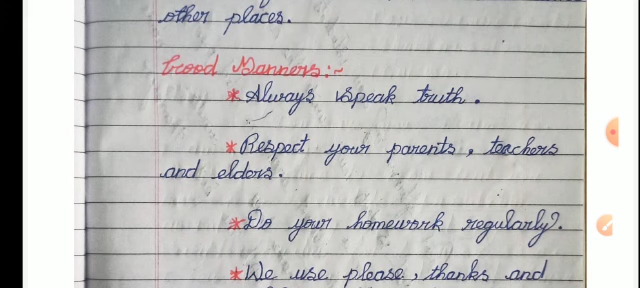 other places.
Good Manners:~
* Always speak truth.
* Respect your parents, teachers
and elders.
* Do your homework regularly.
* We use please, thanks and